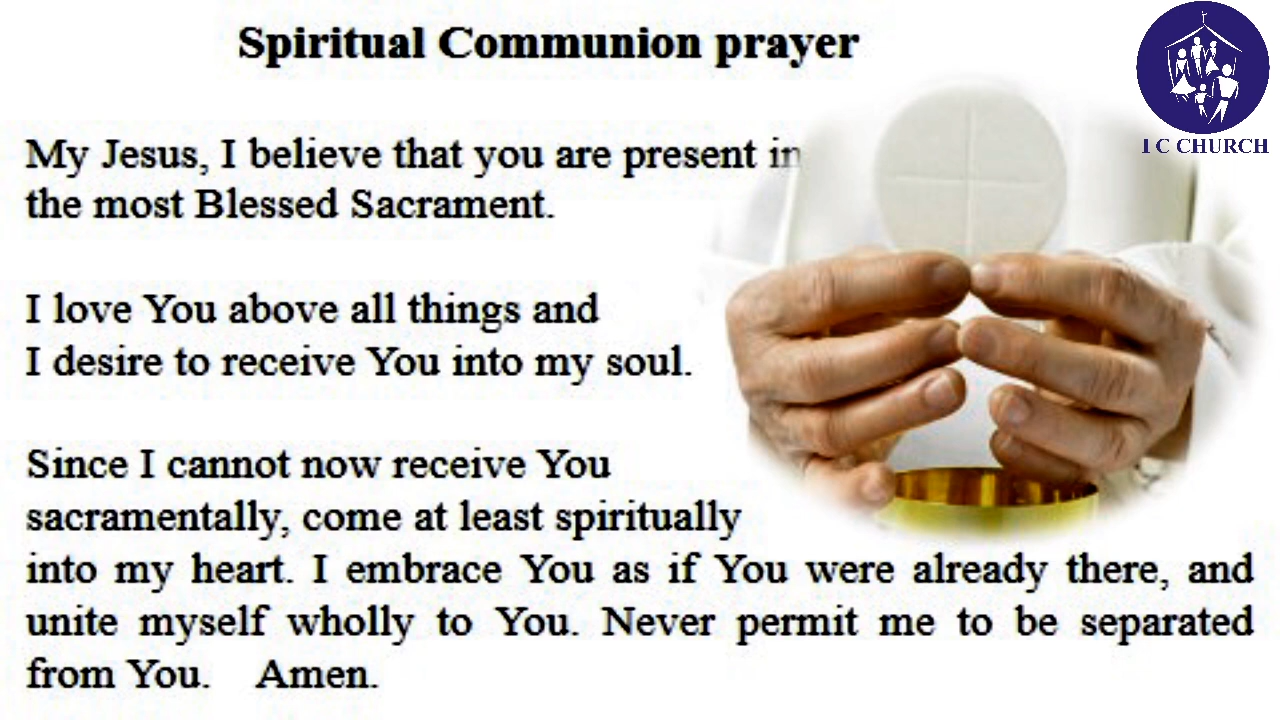 Spiritual Communion prayer
I C CHURCH
My Jesus, I believe that you are present in
the most Blessed Sacrament.
I love You above all things and
I desire to receive You into my soul.
Since I cannot now receive You
sacramentally, come at least spiritually
into my heart. I embrace You as if You were already there, and
unite myself wholly to You. Never permit me to be separated
from You. Amen.